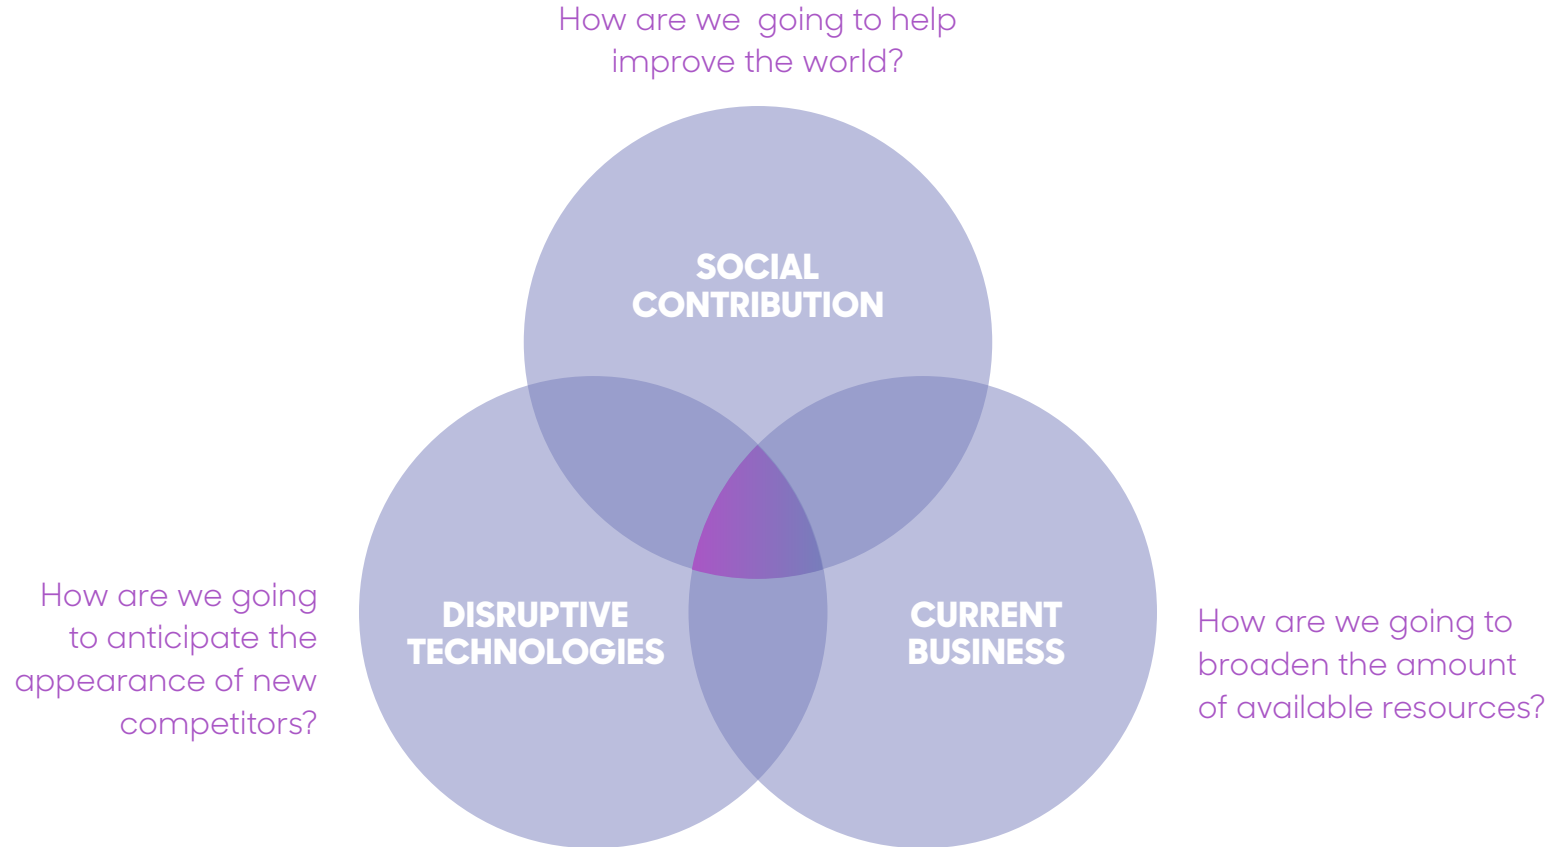 How are we  going to help
improve the world?
SOCIAL
CONTRIBUTION
DISRUPTIVE
TECHNOLOGIES
CURRENT
BUSINESS
How are we going
to anticipate the
appearance of new
competitors?
How are we going to
broaden the amount
of available resources?